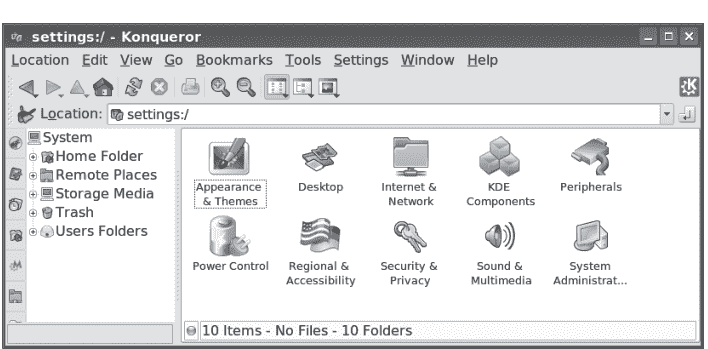 settings:/ - Konqueror
Location Edit View Go Bookmarks Tools Settings Window Help
Location: settings:/
System
Home Folder
Remote Places
Storage Media
Trash
Users Folders
Appearance
& Themes
Desktop
Internet &
Network
KDE
Components
Peripherals
Power Control
Regional &
Accessibility
Security &
Privacy
Sound &
Multimedia
System
Administrat...
10 Items - No Files - 10 Folders